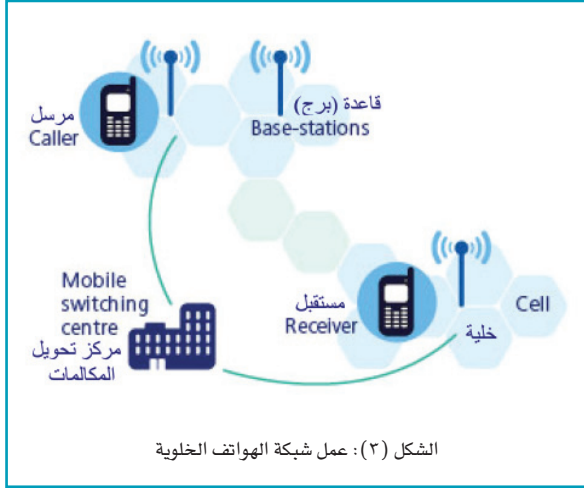 مرسل
Caller
قاعدة (برج)
Base-stations
Mobile
switching
centre
مركز تحويل
المكالمات
مستقبل
Receiver
Cell
خلية
الشكل (٣): عمل شبكة الهواتف الخلوية